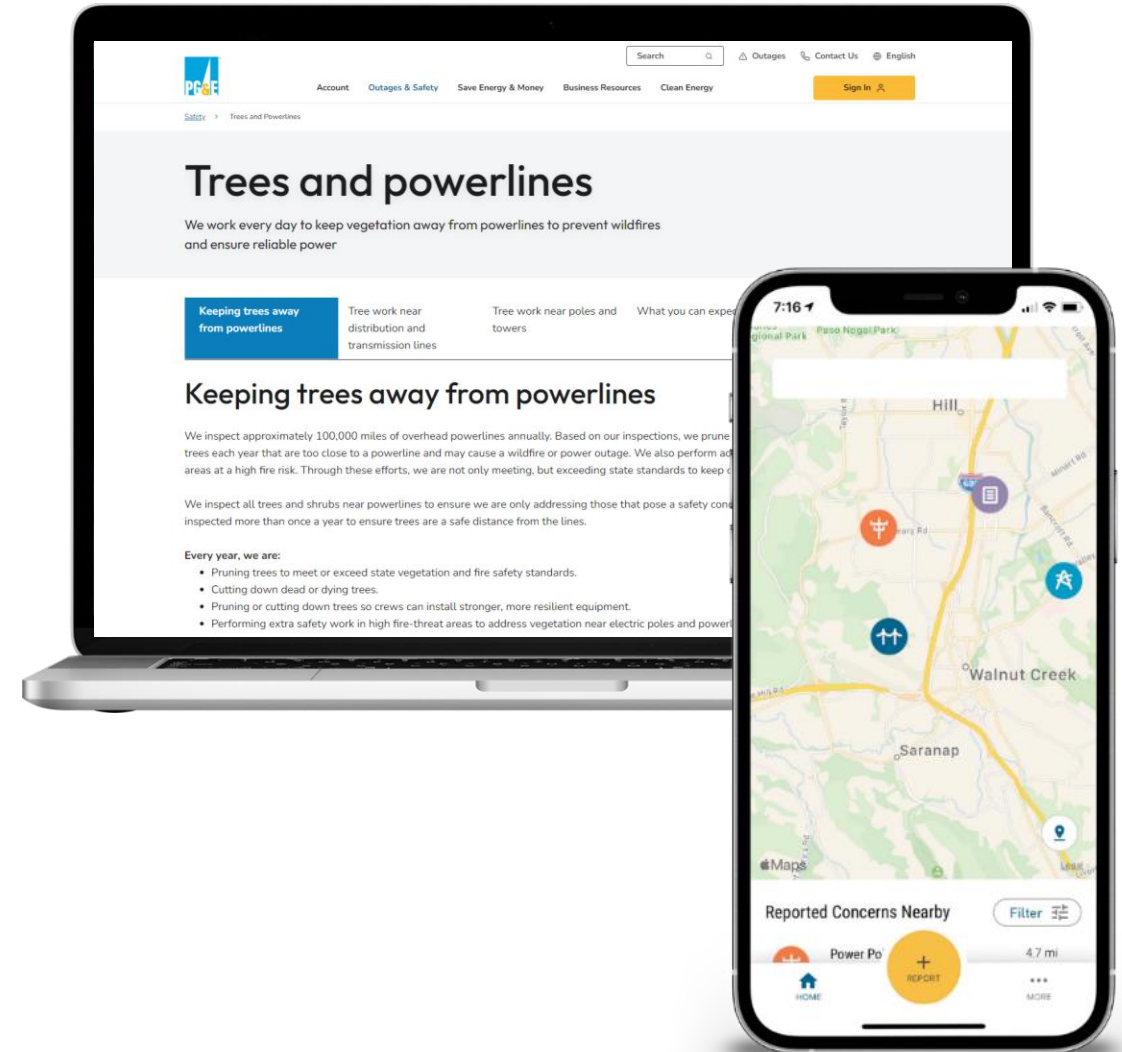 Search
Outages
Contact Us
English
PG&E
Account
Outages & Safety
Save Energy & Money
Business Resources
Clean Energy
Sign In
Safety > Trees and Powerlines
Trees and powerlines
We work every day to keep vegetation away from powerlines to prevent wildfires
and ensure reliable power
Keeping trees away
from powerlines
Tree work near
distribution and
transmission lines
Tree work near poles and
towers
What you can expec
Keeping trees away from powerlines
We inspect approximately 100,000 miles of overhead powerlines annually. Based on our inspections, we prune
trees each year that are too close to a powerline and may cause a wildfire or power outage. We also perform ad
areas at a high fire risk. Through these efforts, we are not only meeting, but exceeding state standards to keep
We inspect all trees and shrubs near powerlines to ensure we are only addressing those that pose a safety conc
inspected more than once a year to ensure trees are a safe distance from the lines.
Every year, we are:
• Pruning trees to meet or exceed state vegetation and fire safety standards.
• Cutting down dead or dying trees.
• Pruning or cutting down trees so crews can install stronger, more resilient equipment.
• Performing extra safety work in high fire-threat areas to address vegetation near electric poles and powerl
7:16
gional Park
Paso Nogal Park
Hill
680
Walnut Creek
Saranap
Maps
Reported Concerns Nearby
Filter
Power Po
4.7 mi
+
REPORT
HOME
MORE